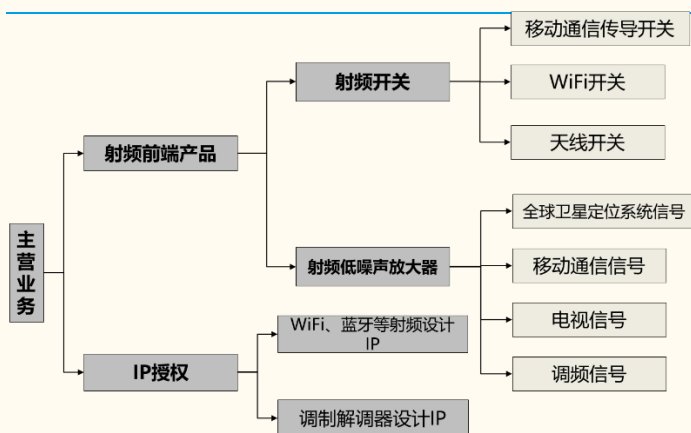 移动通信传导开关
射频开关
WiFi开关
天线开关
射频前端产品
主
营
业
务
全球卫星定位系统信号
射频低噪声放大器
移动通信信号
电视信号
调频信号
WiFi、蓝牙等射频设计
IP
IP授权
调制解调器设计IP